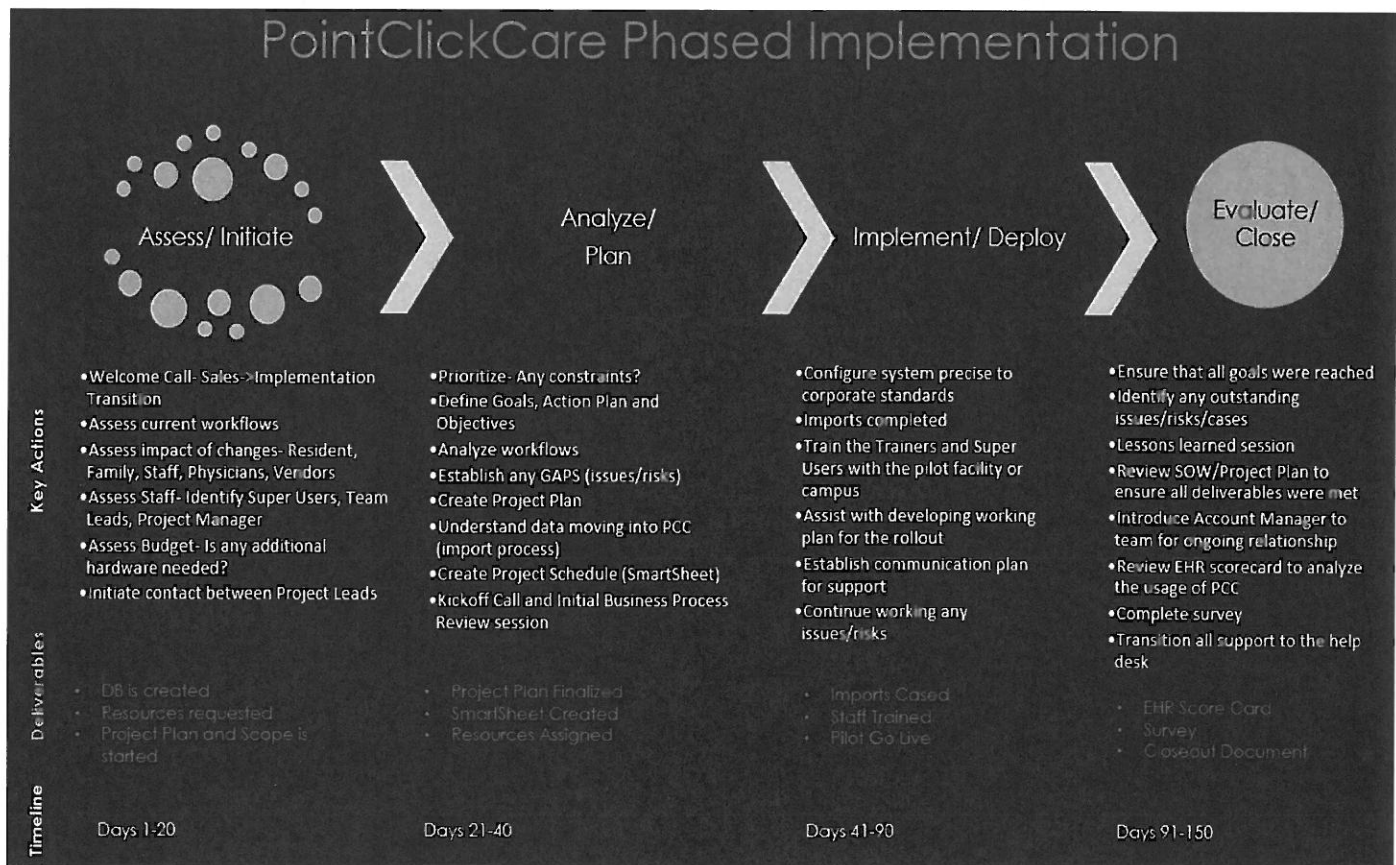 PointClickCare Phased Implementation
Assess/ Initiate
Analyze/
Plan
Implement/ Deploy
Evaluate/
Close
Key Actions
•Welcome Call- Sales->Implementation
Transition
•Assess current workflows
•Assess impact of changes- Resident,
Family, Staff, Physicians, Vendors
•Assess Staff- Identify Super Users, Team
Leads, Project Manager
•Assess Budget- Is any additional
hardware needed?
•Initiate contact between Project Leads
•Prioritize- Any constraints?
•Define Goals, Action Plan and
Objectives
•Analyze workflows
•Establish any GAPS (issues/risks)
•Create Project Plan
•Understand data moving into PCC
(import process)
•Create Project Schedule (SmartSheet)
•Kickoff Call and Initial Business Process
Review session
•Configure system precise to
corporate standards
•Imports completed
•Train the Trainers and Super
Users with the pilot facility or
campus
•Assist with developing working
plan for the rollout
•Establish communication plan
for support
•Continue working any
issues/risks
•Ensure that all goals were reached
•Identify any outstanding
issues/risks/cases
•Lessons learned session
•Review SOW/Project Plan to
ensure all deliverables were met
•Introduce Account Manager to
team for ongoing relationship
•Review EHR scorecard to analyze
the usage of PCC
•Complete survey
•Transition all support to the help
desk
Deliverables
• DB is created
• Resources requested
• Project Plan and Scope is
started
• Project Plan Finalized
• SmartSheet Created
• Resources Assigned
• Imports Cased
• Staff Trained
• Pilot Go Live
• EHR Score Card
• Survey
• Closeout Document
Timeline
Days 1-20
Days 21-40
Days 41-90
Days 91-150